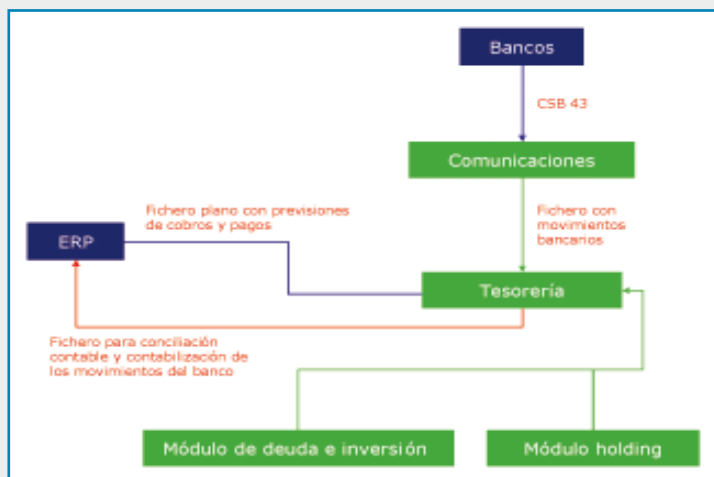 Bancos
CSB 43
Comunicaciones
Fichero plano con previsiones
de cobros y pagos
Fichero con
movimientos
bancarios
ERP
Tesorería
Fichero para conciliación
contable y contabilización de
los movimientos del banco
Módulo de deuda e inversión
Módulo holding